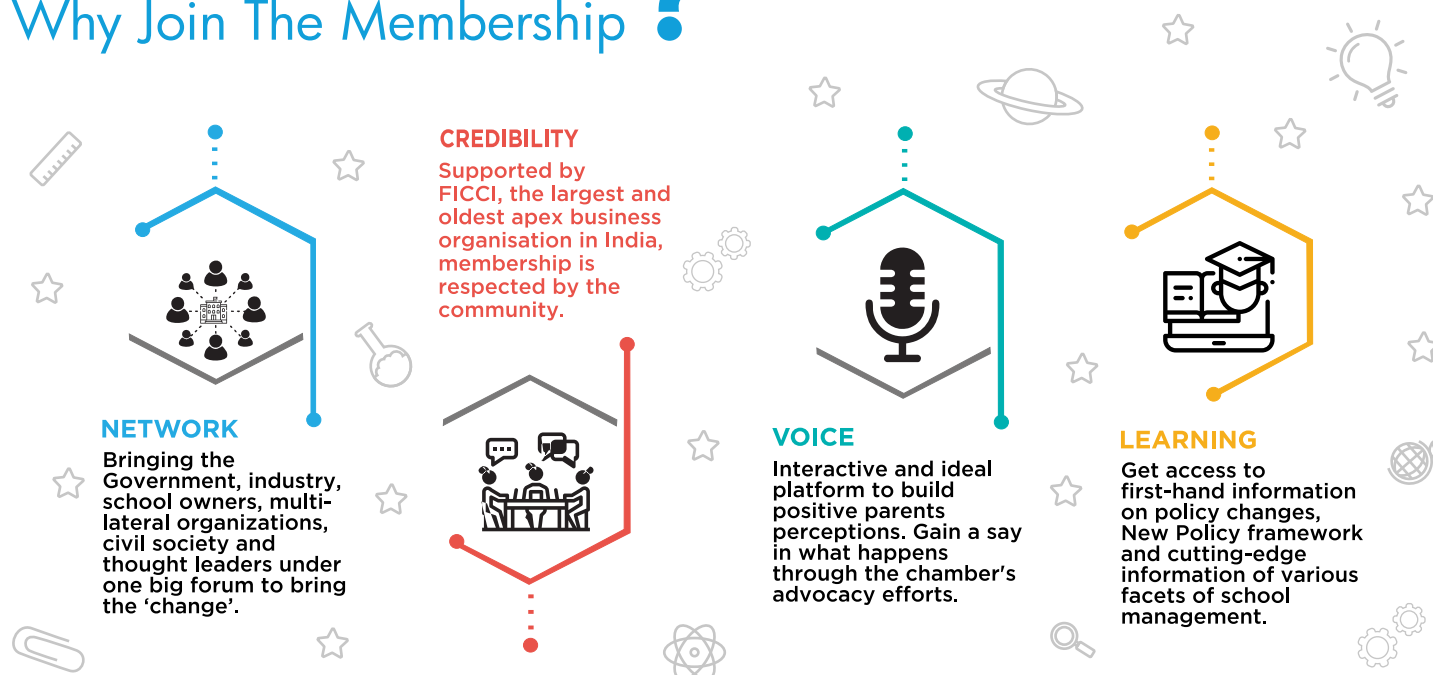 Why Join The Membership ?
NETWORK
Bringing the
Government, industry,
school owners, multi-
lateral organizations,
civil society and
thought leaders under
one big forum to bring
the ‘change’.
CREDIBILITY
Supported by
FICCI, the largest and
oldest apex business
organisation in India,
membership is
respected by the
community.
VOICE
Interactive and ideal
platform to build
positive parents
perceptions. Gain a say
in what happens
through the chamber's
advocacy efforts.
LEARNING
Get access to
first-hand information
on policy changes,
New Policy framework
and cutting-edge
information of various
facets of school
management.